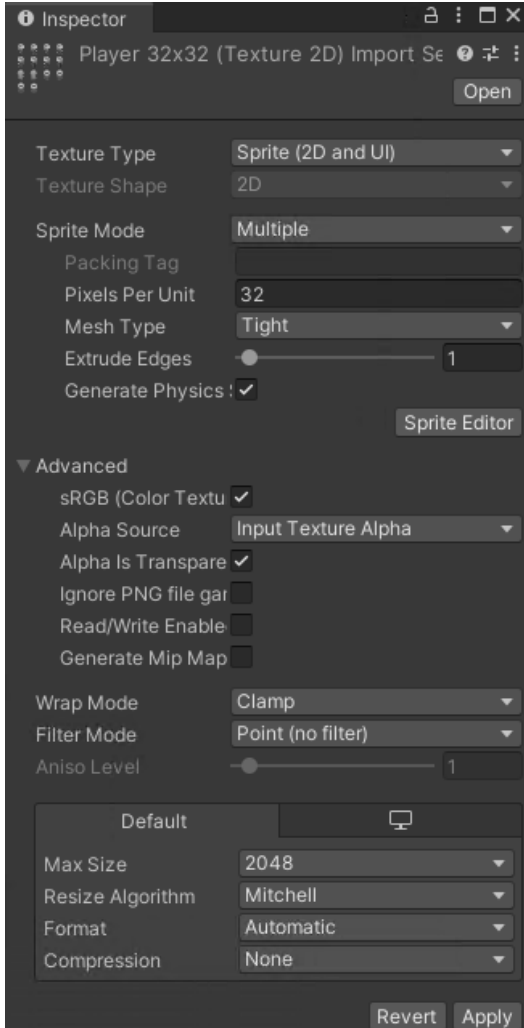 Inspector
Player 32x32 (Texture 2D) Import Se
Open
Texture Type Sprite (2D and UI)
Texture Shape 2D
Sprite Mode Multiple
Packing Tag
Pixels Per Unit 32
Mesh Type Tight
Extrude Edges 1
Generate Physics S
Sprite Editor
Advanced
sRGB (Color Textu
Alpha Source Input Texture Alpha
Alpha Is Transpare
Ignore PNG file gar
Read/Write Enable
Generate Mip Map
Wrap Mode Clamp
Filter Mode Point (no filter)
Aniso Level 1
Default
Max Size 2048
Resize Algorithm Mitchell
Format Automatic
Compression None
Revert Apply